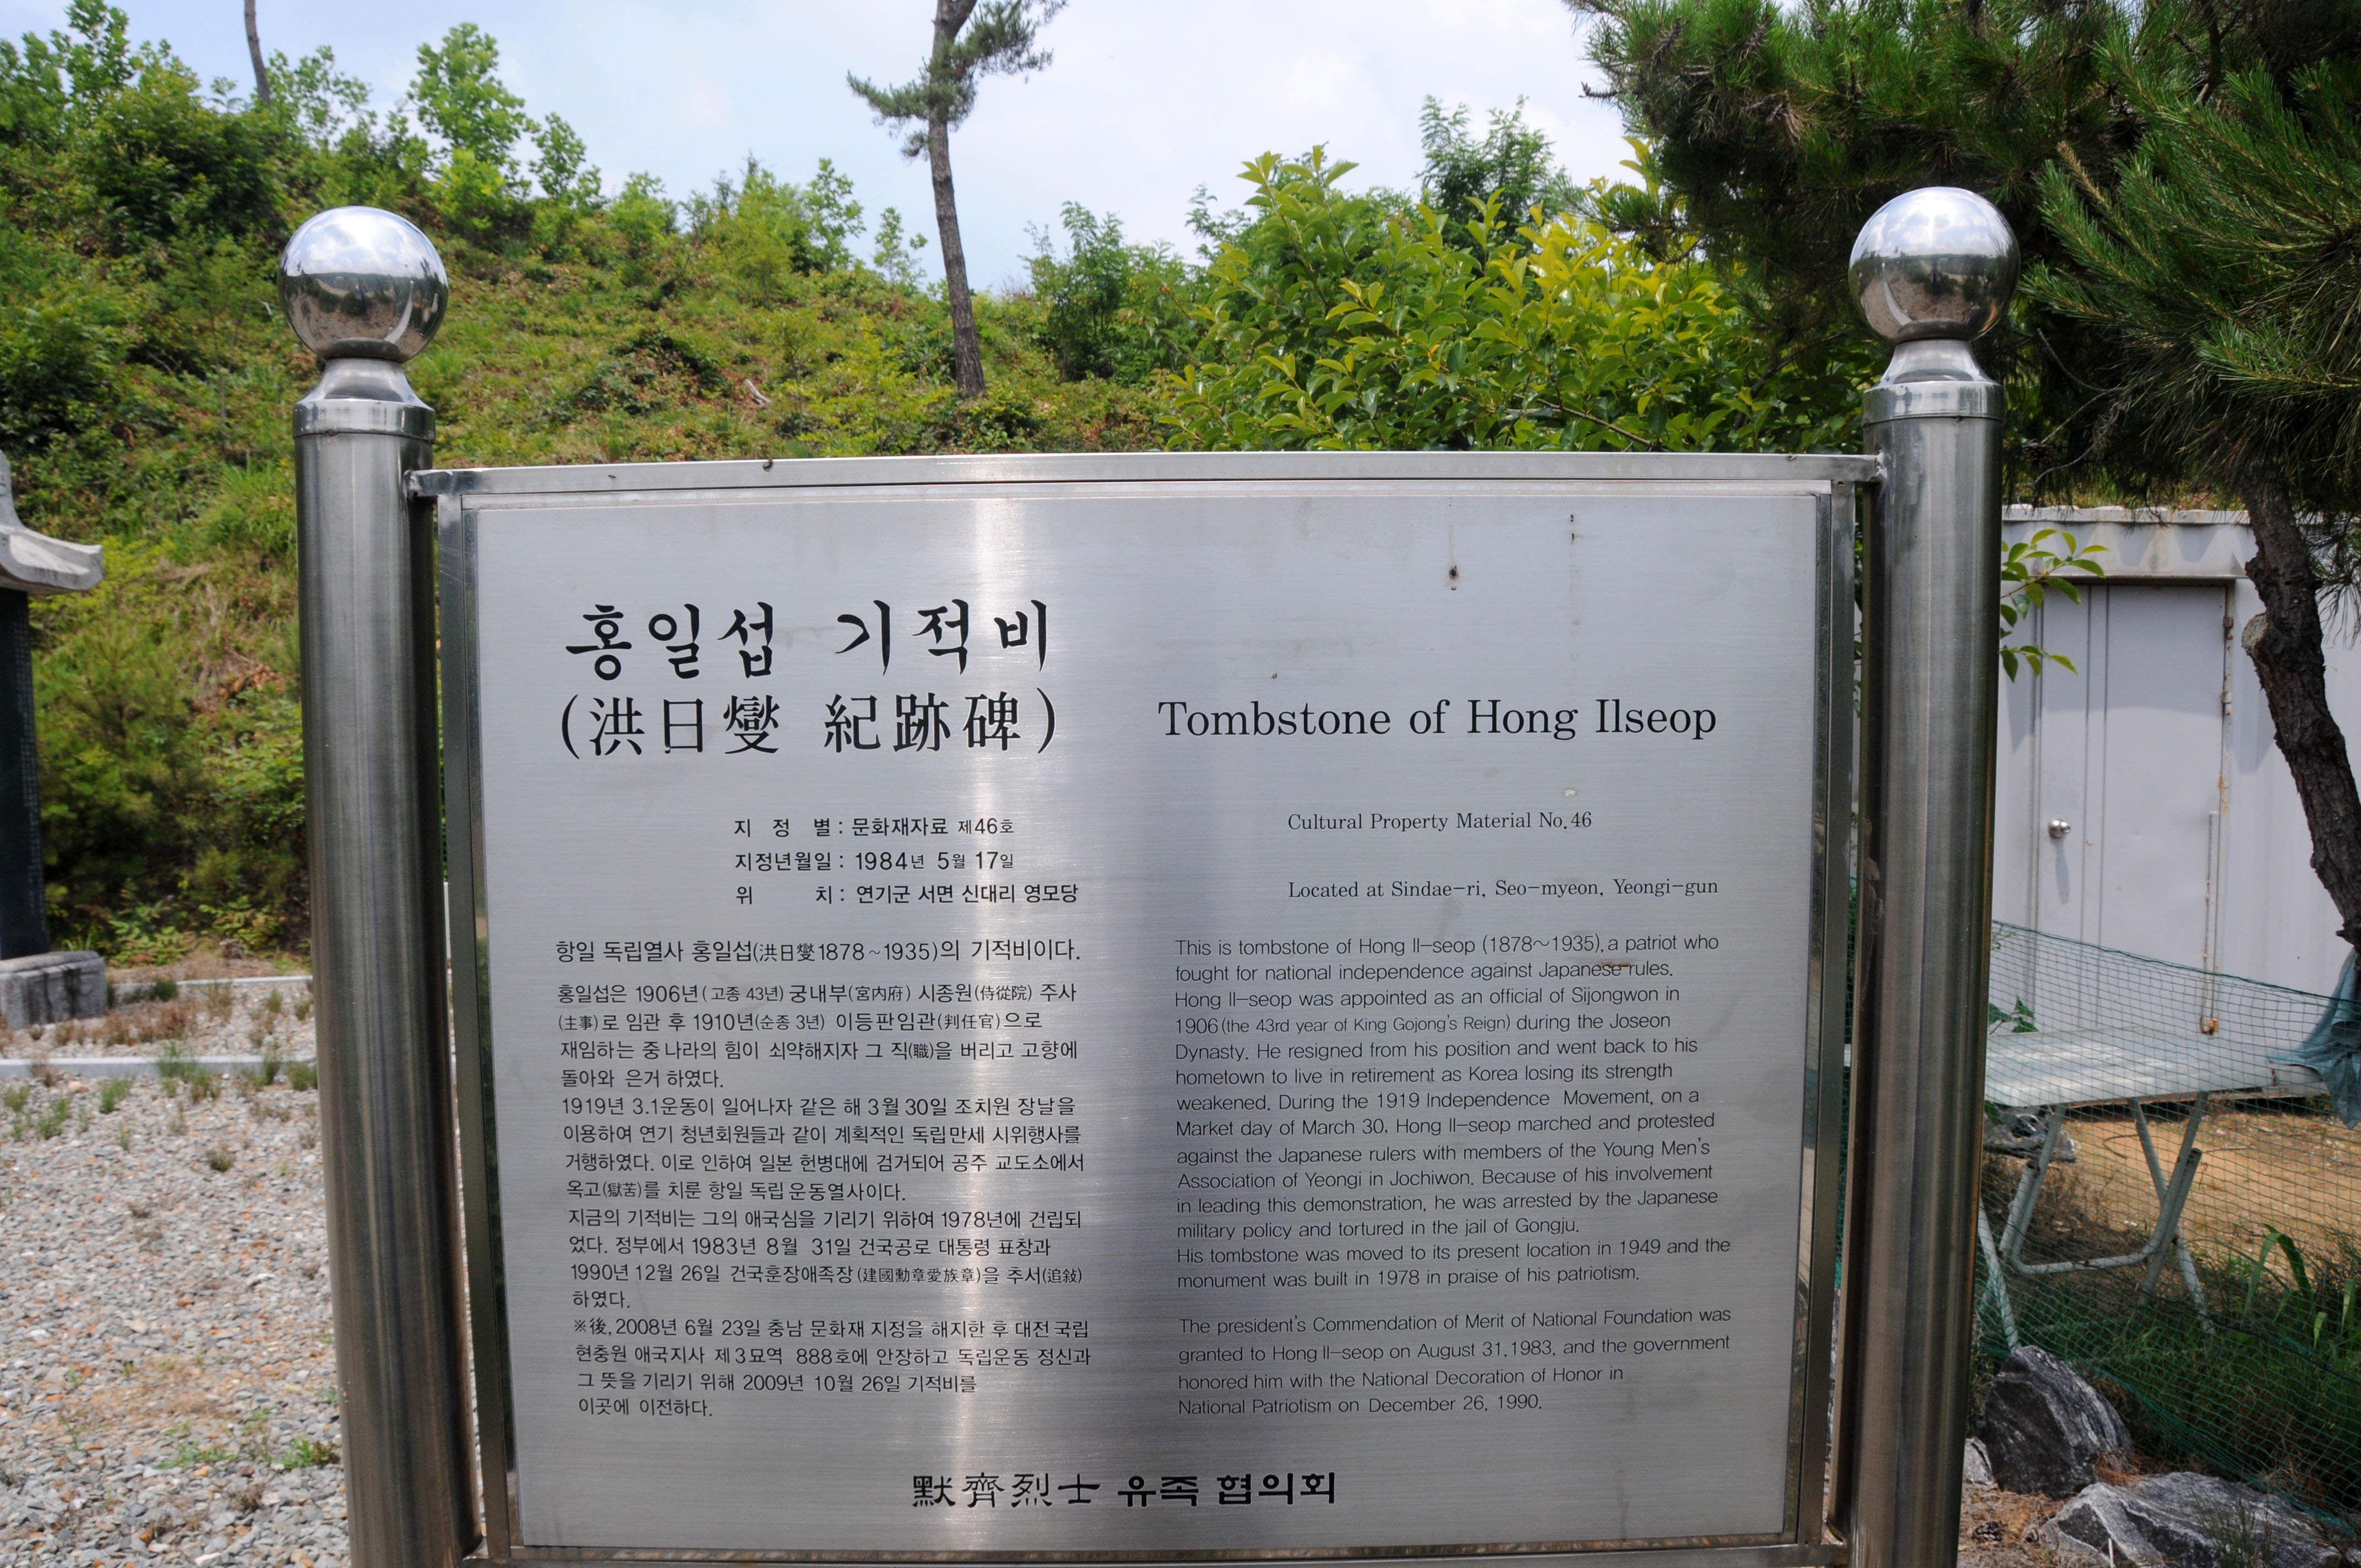 홍일섭 기적비
(洪日燮 紀跡碑)
지 정 별 : 문화재자료 제46호
지정년월일 : 1984년 5월 17일
위 치 : 연기군 서면 신대리 영모당
항일 독립열사 홍일섭(洪日燮1878~1935)의 기적비이다.
홍일섭은 1906년(고종 43년) 궁내부(宮內府) 시종원(侍從院) 주사
(主事)로 임관 후 1910년(순종 3년) 이등판임관(判任官)으로
재임하는 중 나라의 힘이 쇠약해지자 그 직(職)을 버리고 고향에
돌아와 은거 하였다.
1919년 3.1운동이 일어나자 같은 해 3월 30일 조치원 장날을
이용하여 연기 청년회원들과 같이 계획적인 독립만세 시위행사를
거행하였다. 이로 인하여 일본 헌병대에 검거되어 공주 교도소에서
옥고(獄苦)를 치룬 항일 독립 운동열사이다.
지금의 기적비는 그의 애국심을 기리기 위하여 1978년에 건립되
었다. 정부에서 1983년 8월 31일 건국공로 대통령 표창과
1990년 12월 26일 건국훈장애족장(建國勳章愛族章)을 추서(追敍)
하였다.
※後, 2008년 6월 23일 충남 문화재 지정을 해지한 후 대전 국립
현충원 애국지사 제3묘역 888호에 안장하고 독립운동 정신과
그 뜻을 기리기 위해 2009년 10월 26일 기적비를
이곳에 이전하다.
Tombstone of Hong Ilseop
Cultural Property Material No.46
Located at Sindae-ri, Seo-myeon, Yeongi-gun
This is tombstone of Hong Il-seop (1878~1935), a patriot who
fought for national independence against Japanese rules.
Hong Il-seop was appointed as an official of Sijongwon in
1906 (the 43rd year of King Gojong's Reign) during the Joseon
Dynasty. He resigned from his position and went back to his
hometown to live in retirement as Korea losing its strength
weakened. During the 1919 Independence Movement, on a
Market day of March 30, Hong Il-seop marched and protested
against the Japanese rulers with members of the Young Men's
Association of Yeongi in Jochiwon. Because of his involvement
in leading this demonstration, he was arrested by the Japanese
military policy and tortured in the jail of Gongju.
His tombstone was moved to its present location in 1949 and the
monument was built in 1978 in praise of his patriotism.
The president's Commendation of Merit of National Foundation was
granted to Hong Il-seop on August 31, 1983, and the government
honored him with the National Decoration of Honor in
National Patriotism on December 26, 1990.
默齊烈士 유족 협의회